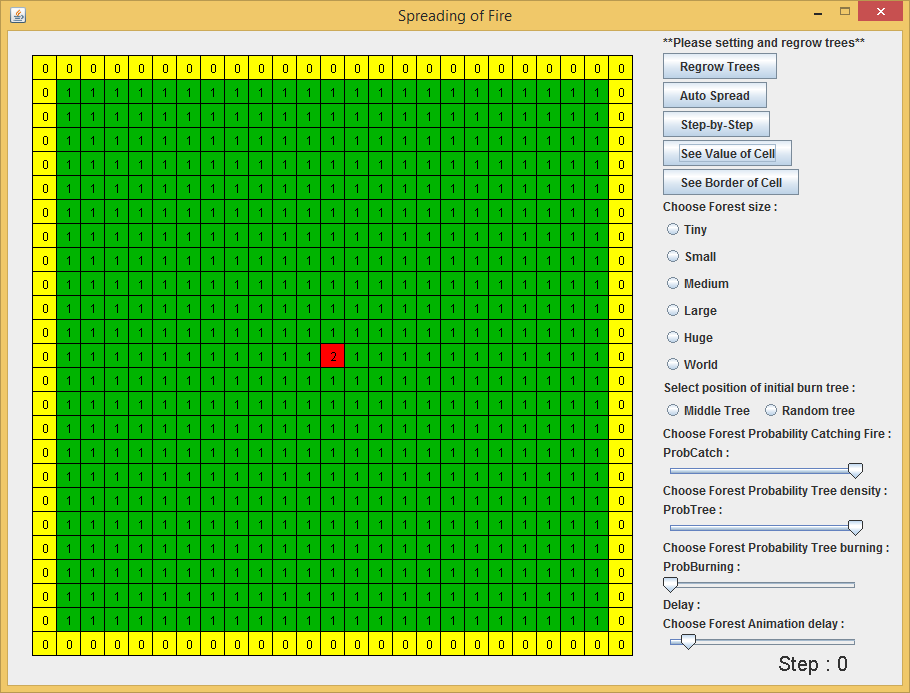 Spreading of Fire
0 0 0 0 0 0 0 0 0 0 0 0 0 0 0 0 0 0 0 0 0 0 0 0 0
0 1 1 1 1 1 1 1 1 1 1 1 1 1 1 1 1 1 1 1 1 1 1 1 0
0 1 1 1 1 1 1 1 1 1 1 1 1 1 1 1 1 1 1 1 1 1 1 1 0
0 1 1 1 1 1 1 1 1 1 1 1 1 1 1 1 1 1 1 1 1 1 1 1 0
0 1 1 1 1 1 1 1 1 1 1 1 1 1 1 1 1 1 1 1 1 1 1 1 0
0 1 1 1 1 1 1 1 1 1 1 1 1 1 1 1 1 1 1 1 1 1 1 1 0
0 1 1 1 1 1 1 1 1 1 1 1 1 1 1 1 1 1 1 1 1 1 1 1 0
0 1 1 1 1 1 1 1 1 1 1 1 1 1 1 1 1 1 1 1 1 1 1 1 0
0 1 1 1 1 1 1 1 1 1 1 1 1 1 1 1 1 1 1 1 1 1 1 1 0
0 1 1 1 1 1 1 1 1 1 1 1 1 1 1 1 1 1 1 1 1 1 1 1 0
0 1 1 1 1 1 1 1 1 1 1 1 1 1 1 1 1 1 1 1 1 1 1 1 0
0 1 1 1 1 1 1 1 1 1 1 1 1 1 1 1 1 1 1 1 1 1 1 1 0
0 1 1 1 1 1 1 1 1 1 1 1 2 1 1 1 1 1 1 1 1 1 1 1 0
0 1 1 1 1 1 1 1 1 1 1 1 1 1 1 1 1 1 1 1 1 1 1 1 0
0 1 1 1 1 1 1 1 1 1 1 1 1 1 1 1 1 1 1 1 1 1 1 1 0
0 1 1 1 1 1 1 1 1 1 1 1 1 1 1 1 1 1 1 1 1 1 1 1 0
0 1 1 1 1 1 1 1 1 1 1 1 1 1 1 1 1 1 1 1 1 1 1 1 0
0 1 1 1 1 1 1 1 1 1 1 1 1 1 1 1 1 1 1 1 1 1 1 1 0
0 1 1 1 1 1 1 1 1 1 1 1 1 1 1 1 1 1 1 1 1 1 1 1 0
0 1 1 1 1 1 1 1 1 1 1 1 1 1 1 1 1 1 1 1 1 1 1 1 0
0 1 1 1 1 1 1 1 1 1 1 1 1 1 1 1 1 1 1 1 1 1 1 1 0
0 1 1 1 1 1 1 1 1 1 1 1 1 1 1 1 1 1 1 1 1 1 1 1 0
0 1 1 1 1 1 1 1 1 1 1 1 1 1 1 1 1 1 1 1 1 1 1 1 0
0 1 1 1 1 1 1 1 1 1 1 1 1 1 1 1 1 1 1 1 1 1 1 1 0
0 0 0 0 0 0 0 0 0 0 0 0 0 0 0 0 0 0 0 0 0 0 0 0 0
**Please setting and regrow trees**
Regrow Trees
Auto Spread
Step-by-Step
See Value of Cell
See Border of Cell
Choose Forest size :
Tiny
Small
Medium
Large
Huge
World
Select position of initial burn tree :
Middle Tree Random tree
Choose Forest Probability Catching Fire :
ProbCatch :
Choose Forest Probability Tree density :
ProbTree :
Choose Forest Probability Tree burning :
ProbBurning :
Delay :
Choose Forest Animation delay :
Step : 0